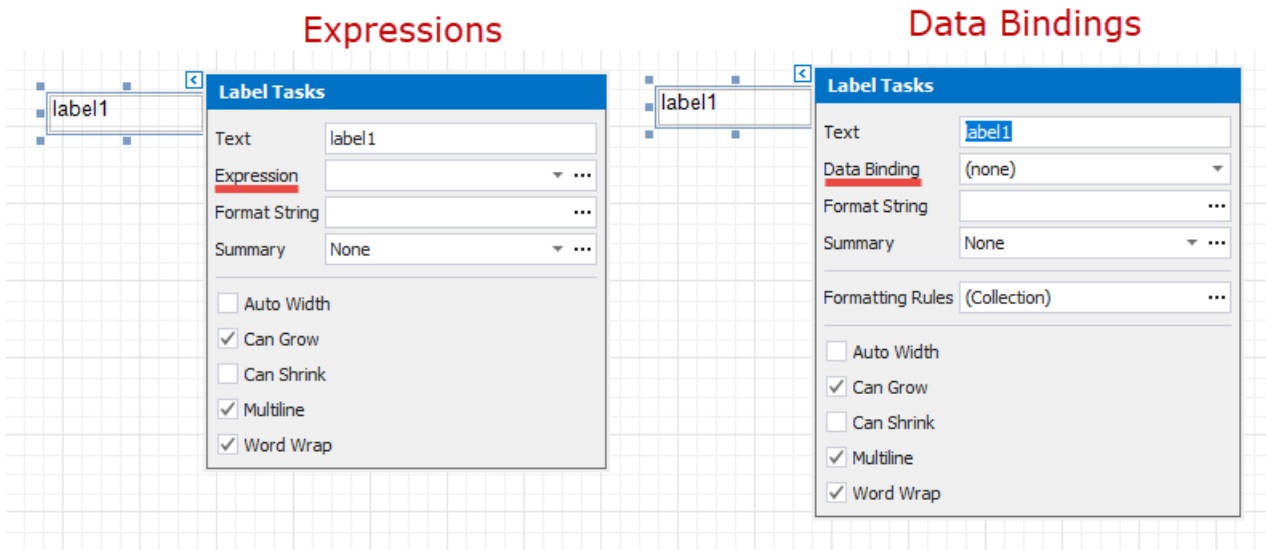 Expressions
label1
Label Tasks
Text label1
Expression
Format String
Summary None
Auto Width
Can Grow
Can Shrink
Multiline
Word Wrap
Data Bindings
label1
Label Tasks
Text label1
Data Binding (none)
Format String
Summary None
Formatting Rules (Collection)
Auto Width
Can Grow
Can Shrink
Multiline
Word Wrap